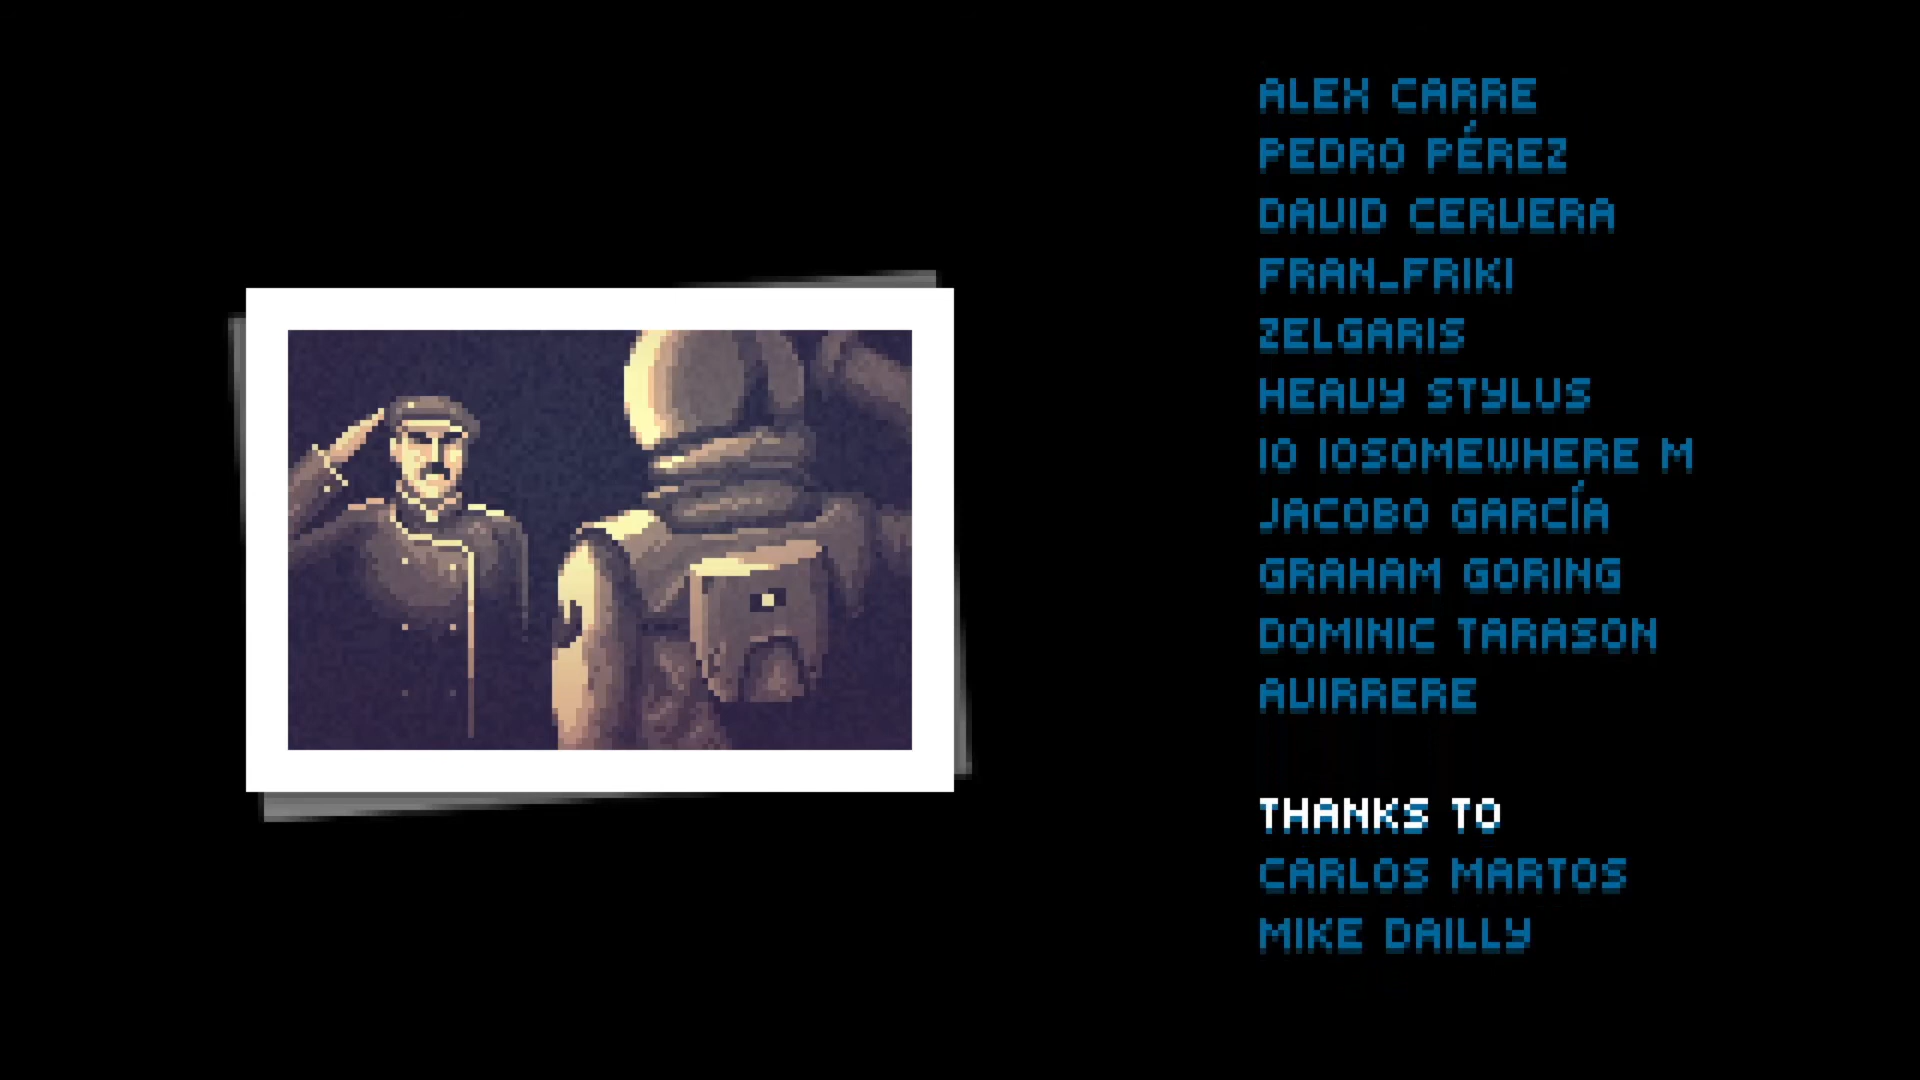 ALEX CARRE
PEDRO PÉREZ
DAVID CERVERA
FRAN_FRIKI
ZELGARIS
HEAVY STYLUS
IO IOSOMEWHERE M
JACOBO GARCÍA
GRAHAM GORING
DOMINIC TARASON
AVIRRERE
THANKS TO
CARLOS MARTOS
MIKE DAILLY